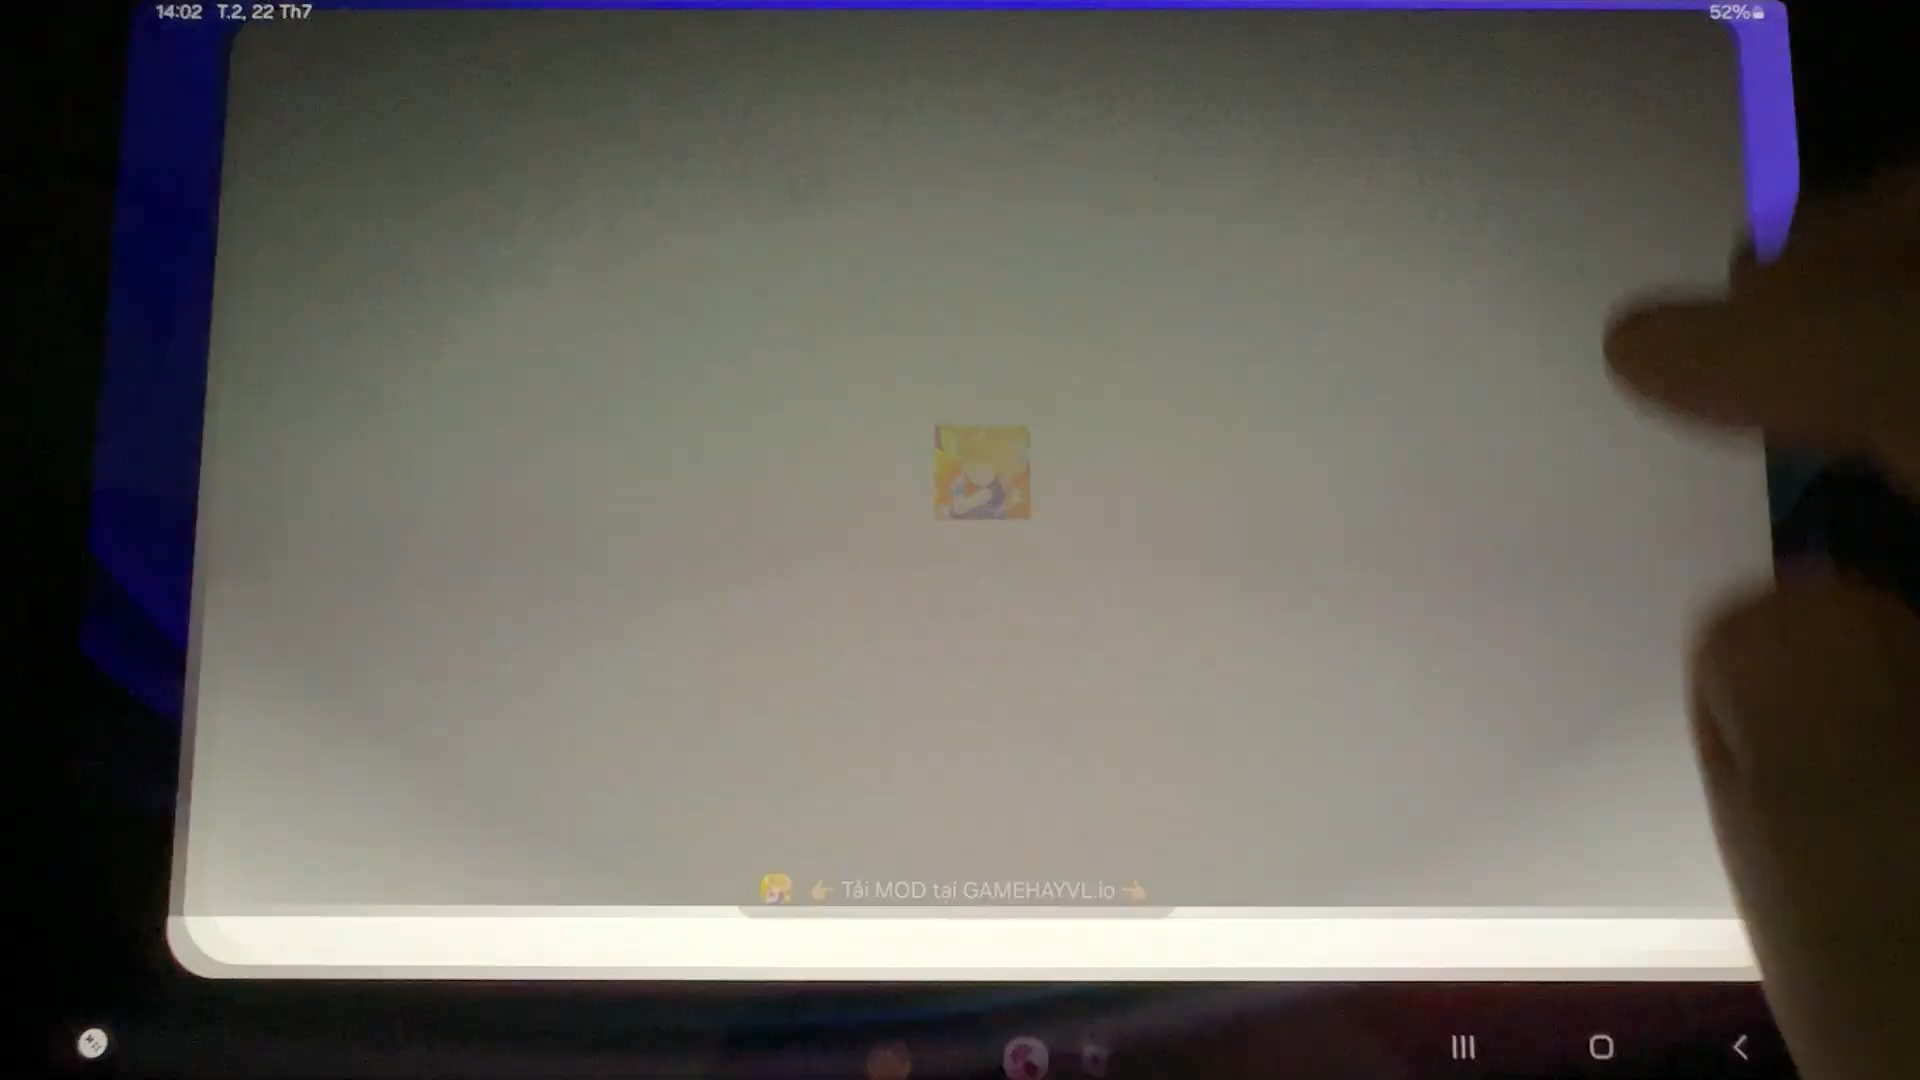 14:02 T.2, 22 Th7
52%
👉 Tải MOD tại GAMEHAYVL.io 👈